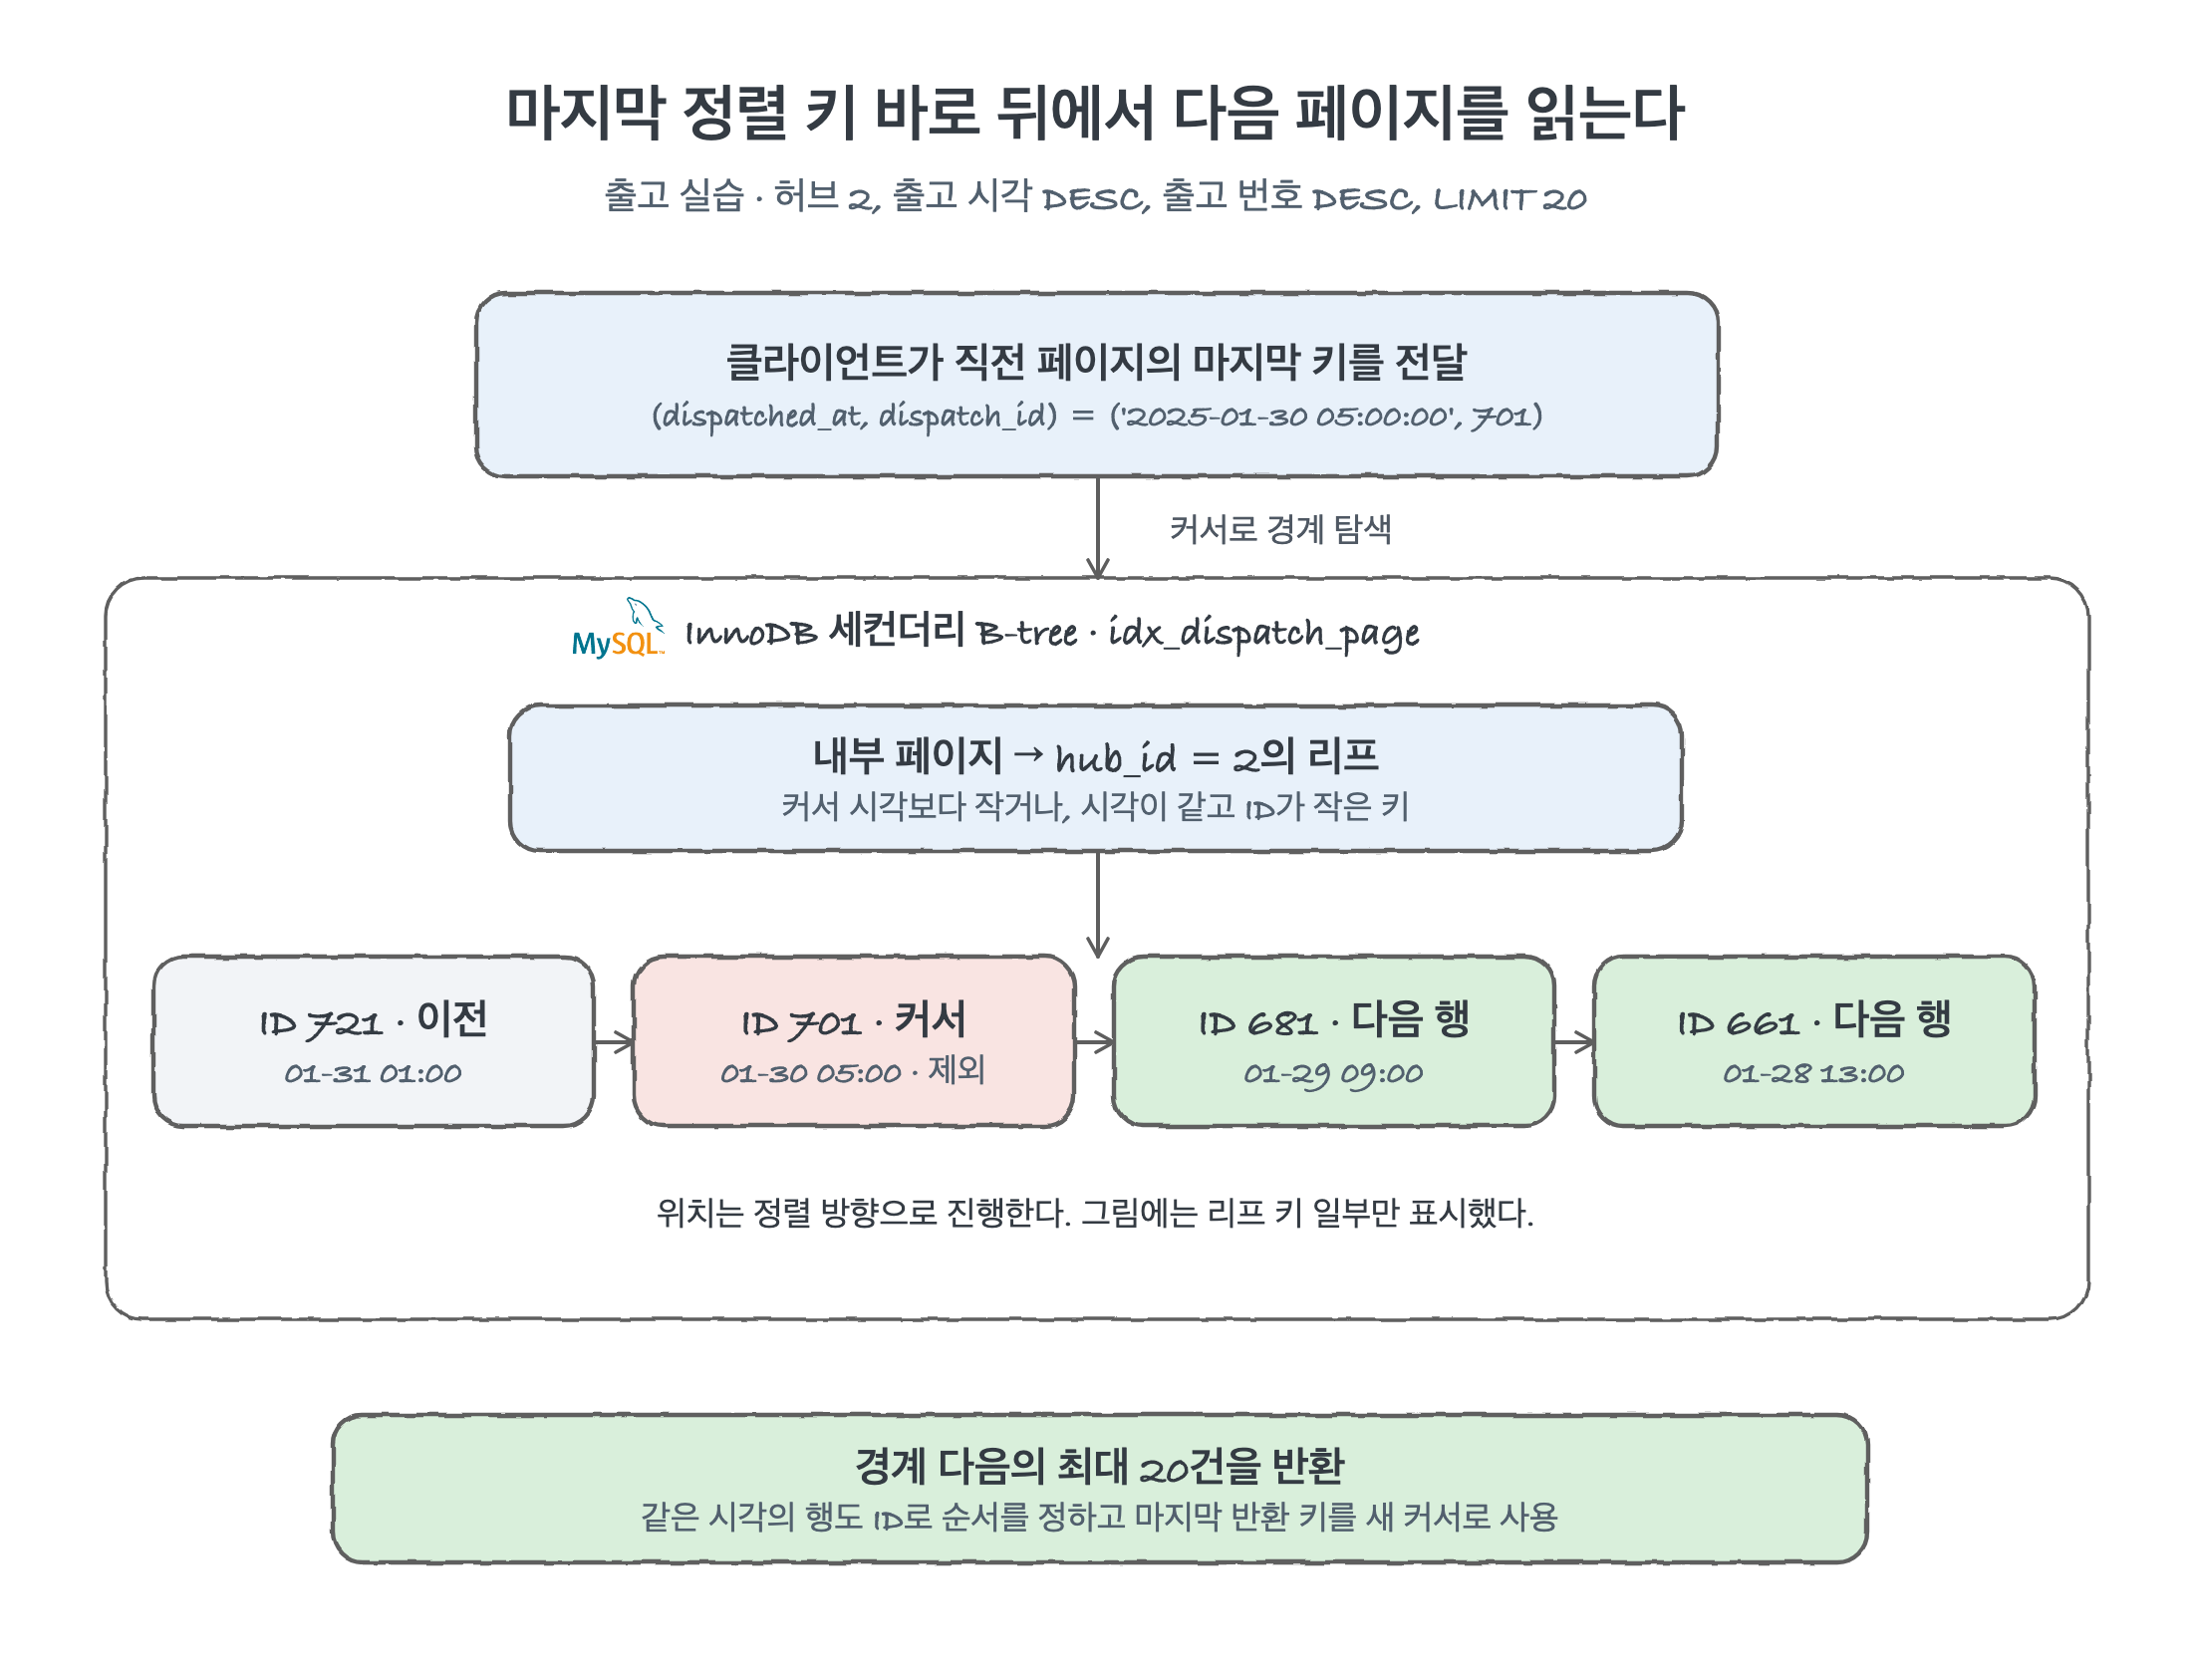 마지막 정렬 키 바로 뒤에서 다음 페이지를 읽는다
출고 실습 · 허브 2, 출고 시각 DESC, 출고 번호 DESC, LIMIT 20
클라이언트가 직전 페이지의 마지막 키를 전달
(dispatched_at, dispatch_id) = ('2025-01-30 05:00:00', 701)
커서로 경계 탐색
MySQL™ InnoDB 세컨더리 B-tree · idx_dispatch_page
내부 페이지 → hub_id = 2의 리프
커서 시각보다 작거나, 시각이 같고 ID가 작은 키
ID 721 · 이전
01-31 01:00
ID 701 · 커서
01-30 05:00 · 제외
ID 681 · 다음 행
01-29 09:00
ID 661 · 다음 행
01-28 13:00
위치는 정렬 방향으로 진행한다. 그림에는 리프 키 일부만 표시했다.
경계 다음의 최대 20건을 반환
같은 시각의 행도 ID로 순서를 정하고 마지막 반환 키를 새 커서로 사용